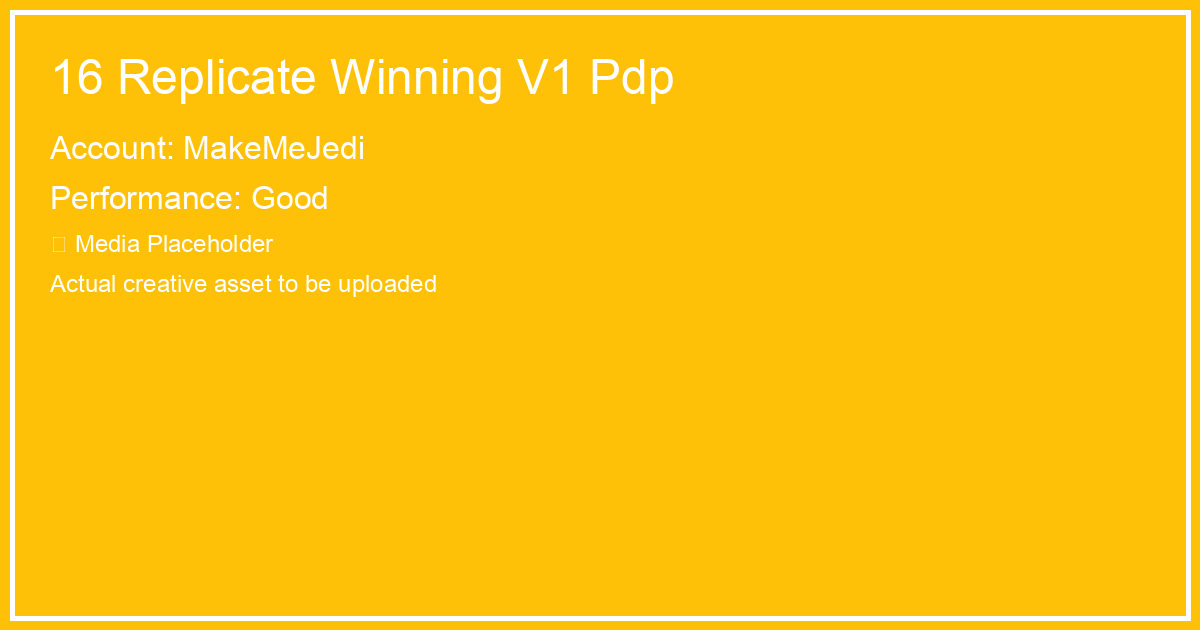 16 Replicate Winning V1 Pdp
Account: MakeMeJedi
Performance: Good
Media Placeholder
Actual creative asset to be uploaded